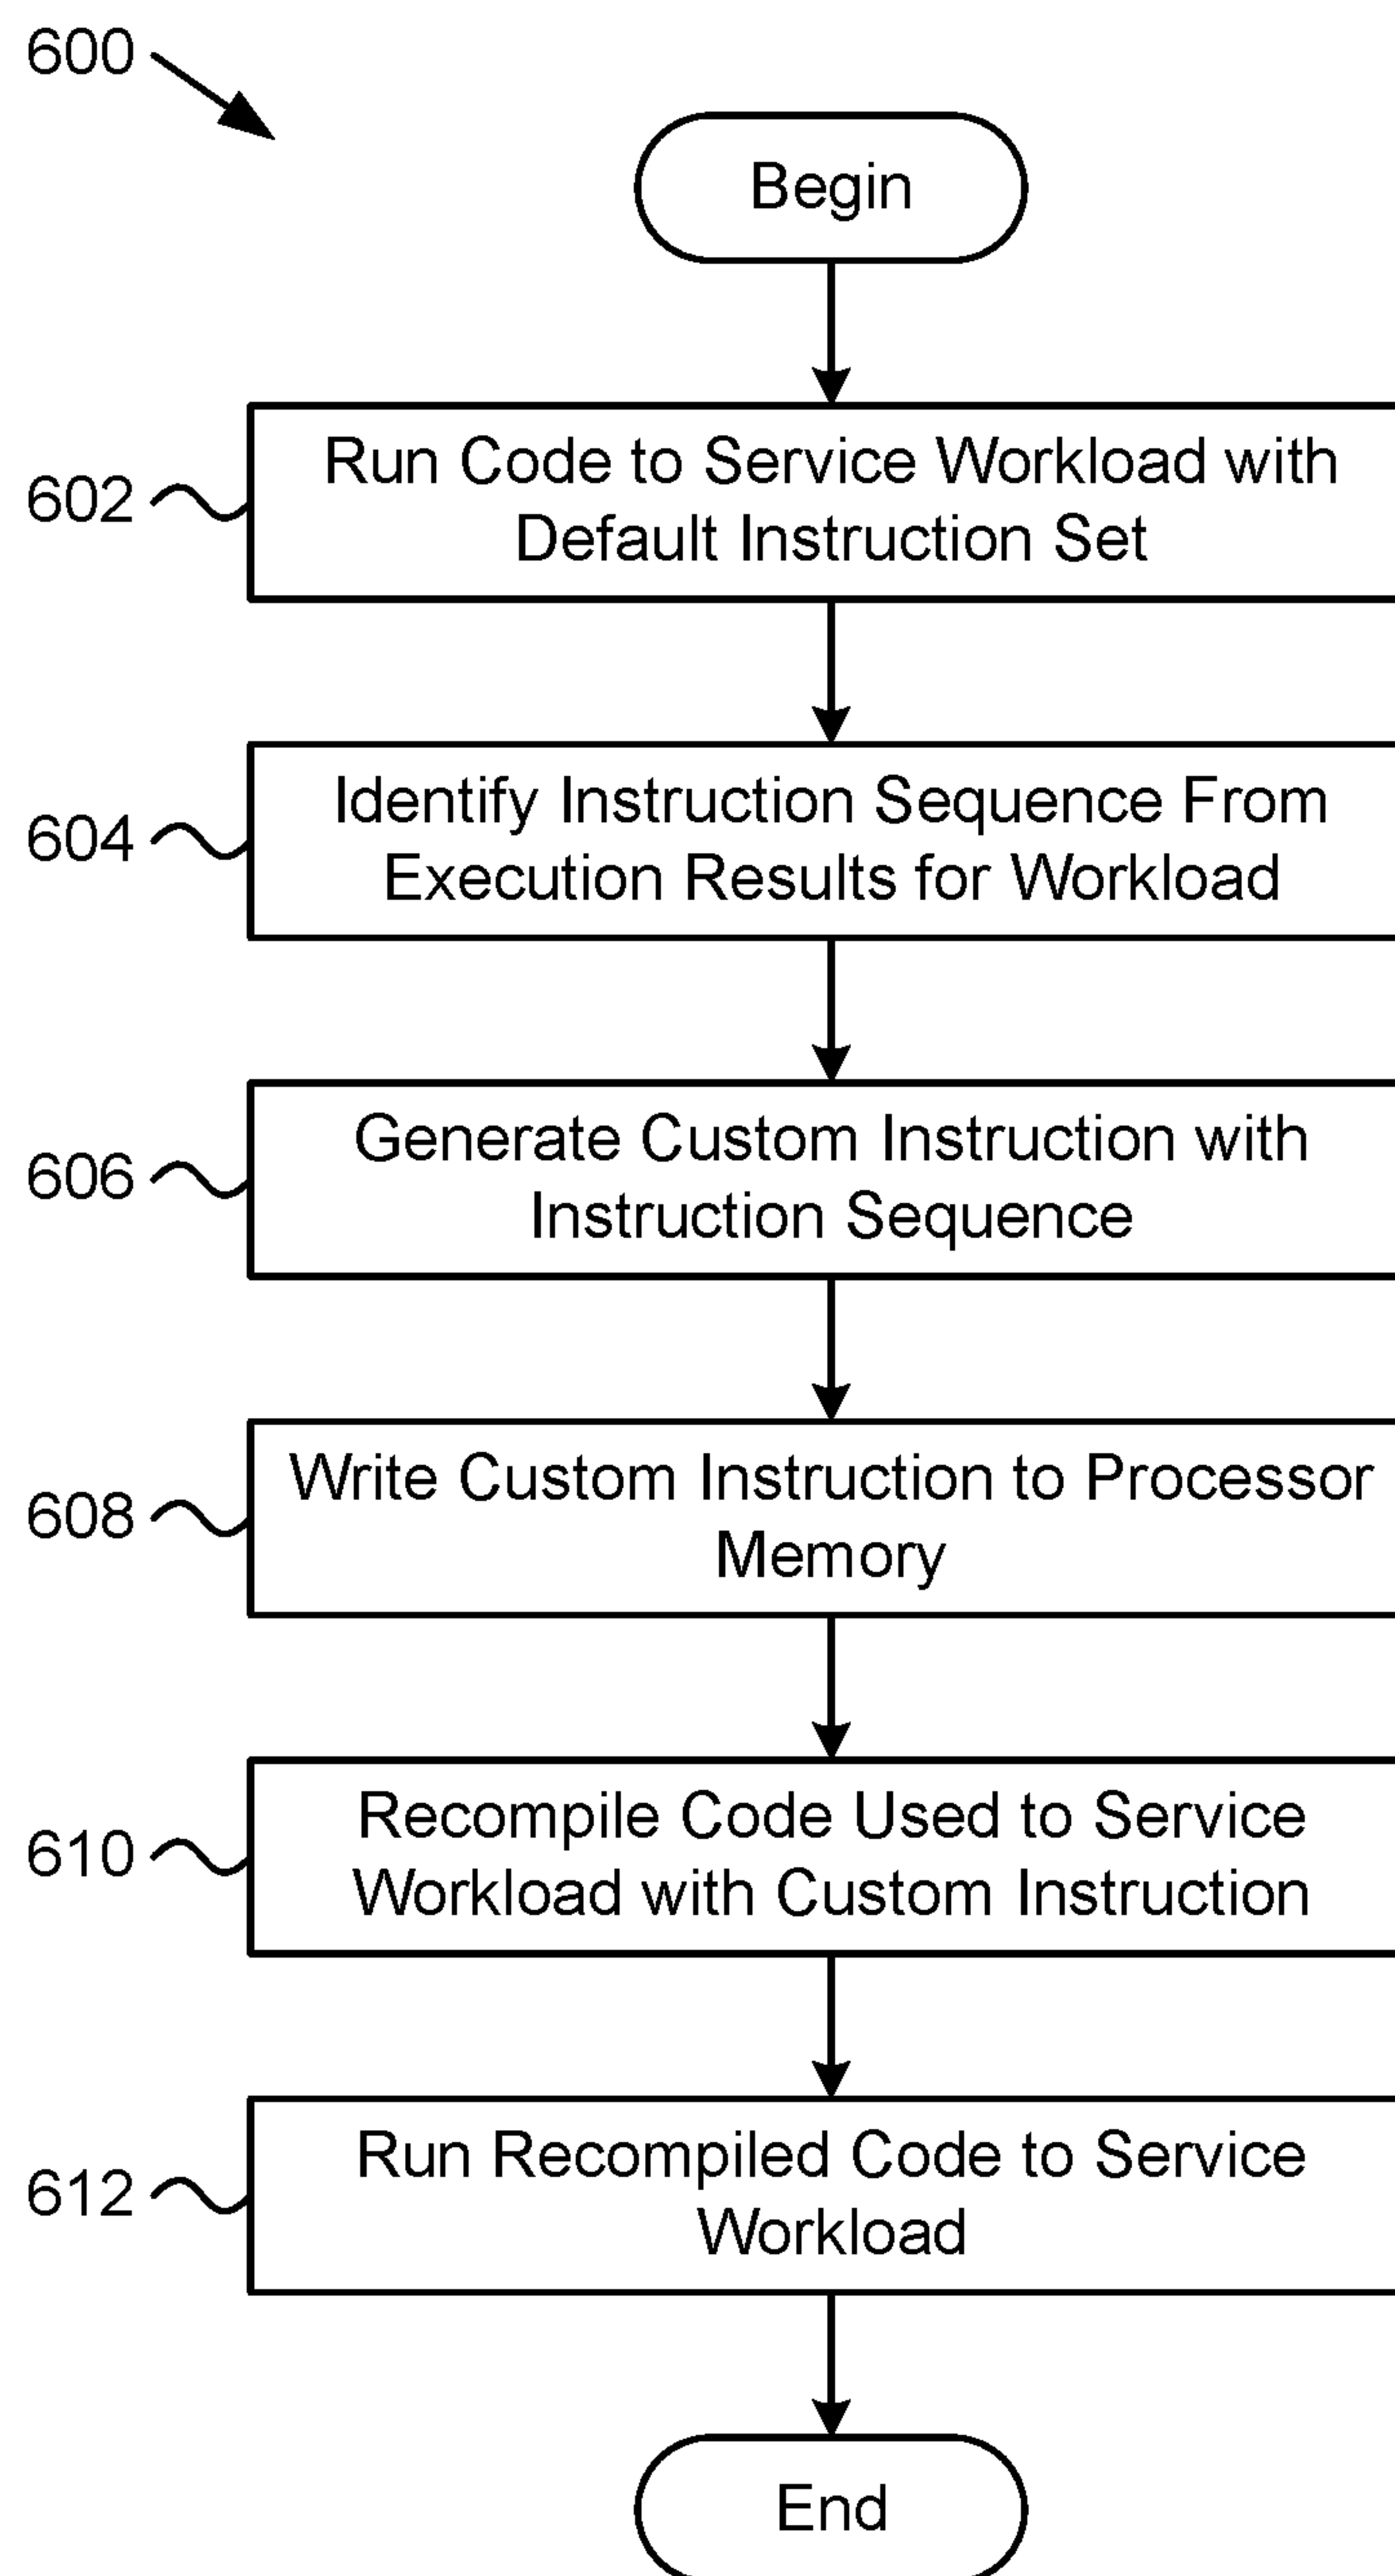 600
Begin
602
Run Code to Service Workload with
Default Instruction Set
604
Identify Instruction Sequence From
Execution Results for Workload
606
Generate Custom Instruction with
Instruction Sequence
608
Write Custom Instruction to Processor
Memory
610
Recompile Code Used to Service
Workload with Custom Instruction
612
Run Recompiled Code to Service
Workload
End